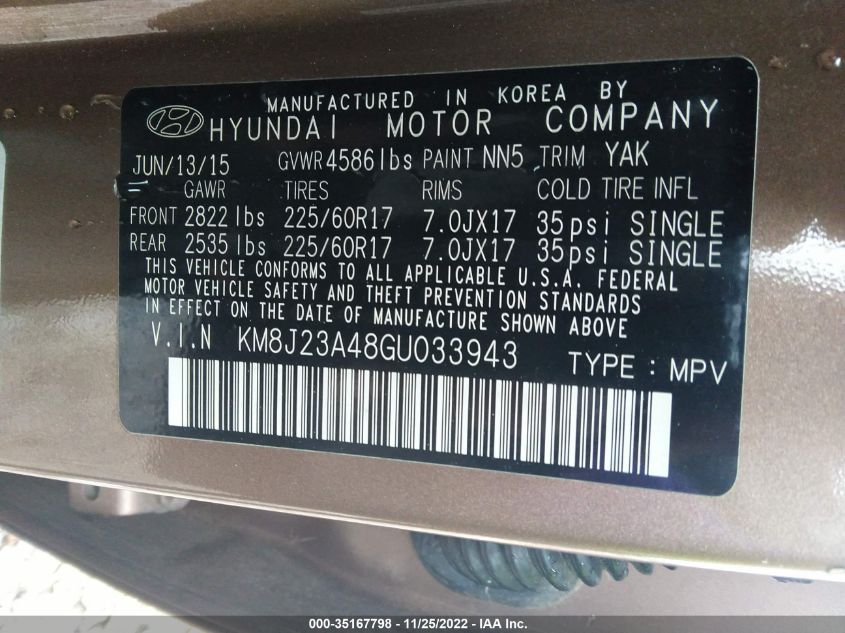 MANUFACTURED IN KOREA BY
HYUNDAI MOTOR COMPANY
JUN/13/15 GVWR 4586 lbs PAINT NN5 TRIM YAK
GAWR TIRES RIMS COLD TIRE INFL
FRONT 2822 lbs 225/60R17 7.0JX17 35psi SINGLE
REAR 2535 lbs 225/60R17 7.0JX17 35psi SINGLE
THIS VEHICLE CONFORMS TO ALL APPLICABLE U.S.A. FEDERAL
MOTOR VEHICLE SAFETY AND THEFT PREVENTION STANDARDS
IN EFFECT ON THE DATE OF MANUFACTURE SHOWN ABOVE
V.I.N KM8J23A48GU033943 TYPE : MPV
000-35167798 - 11/25/2022 - IAA Inc.